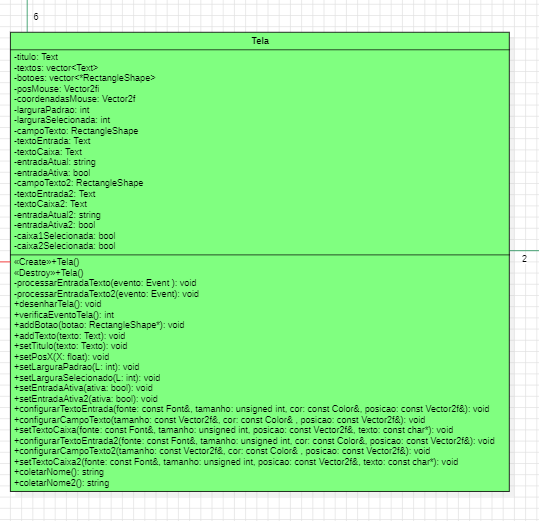 6
Tela
-titulo: Text
-textos: vector<Text>
-botoes: vector<*RectangleShape>
-posMouse: Vector2fi
-coordenadasMouse: Vector2f
-larguraPadrao: int
-larguraSelecionada: int
-campoTexto: RectangleShape
-textoEntrada: Text
-textoCaixa: Text
-entradaAtual: string
-entradaAtiva: bool
-campoTexto2: RectangleShape
-textoEntrada2: Text
-textoCaixa2: Text
-entradaAtual2: string
-entradaAtiva2: bool
-caixa1Selecionada: bool
-caixa2Selecionada: bool
«Create»+Tela()
«Destroy»+Tela()
-processarEntradaTexto(evento: Event ): void
-processarEntradaTexto2(evento: Event): void
+desenharTela(): void
+verificaEventoTela(): int
+addBotao(botao: RectangleShape*): void
+addTexto(texto: Text): void
+setTitulo(texto: Texto): void
+setPosX(X: float): void
+setLarguraPadrao(L: int): void
+setLarguraSelecionado(L: int): void
+setEntradaAtiva(ativa: bool): void
+setEntradaAtiva2(ativa: bool): void
+configurarTextoEntrada(fonte: const Font&, tamanho: unsigned int, cor: const Color&, posicao: const Vector2f&): void
+configurarCampoTexto(tamanho: const Vector2f&, cor: const Color& , posicao: const Vector2f&): void
+setTextoCaixa(fonte: const Font&, tamanho: unsigned int, posicao: const Vector2f&, texto: const char*): void
+configurarTextoEntrada2(fonte: const Font&, tamanho: unsigned int, cor: const Color&, posicao: const Vector2f&): void
+configurarCampoTexto2(tamanho: const Vector2f&, cor: const Color& , posicao: const Vector2f&): void
+setTextoCaixa2(fonte: const Font&, tamanho: unsigned int, posicao: const Vector2f&, texto: const char*): void
+coletarNome(): string
+coletarNome2(): string
2